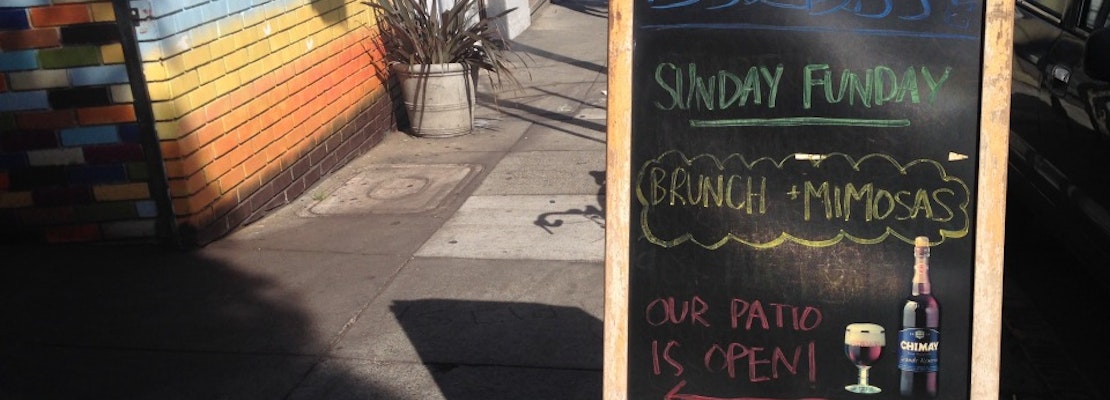 SUNDAY FUNDAY
BRUNCH + MIMOSAS
OUR PATIO
IS OPEN!
CHIMAY